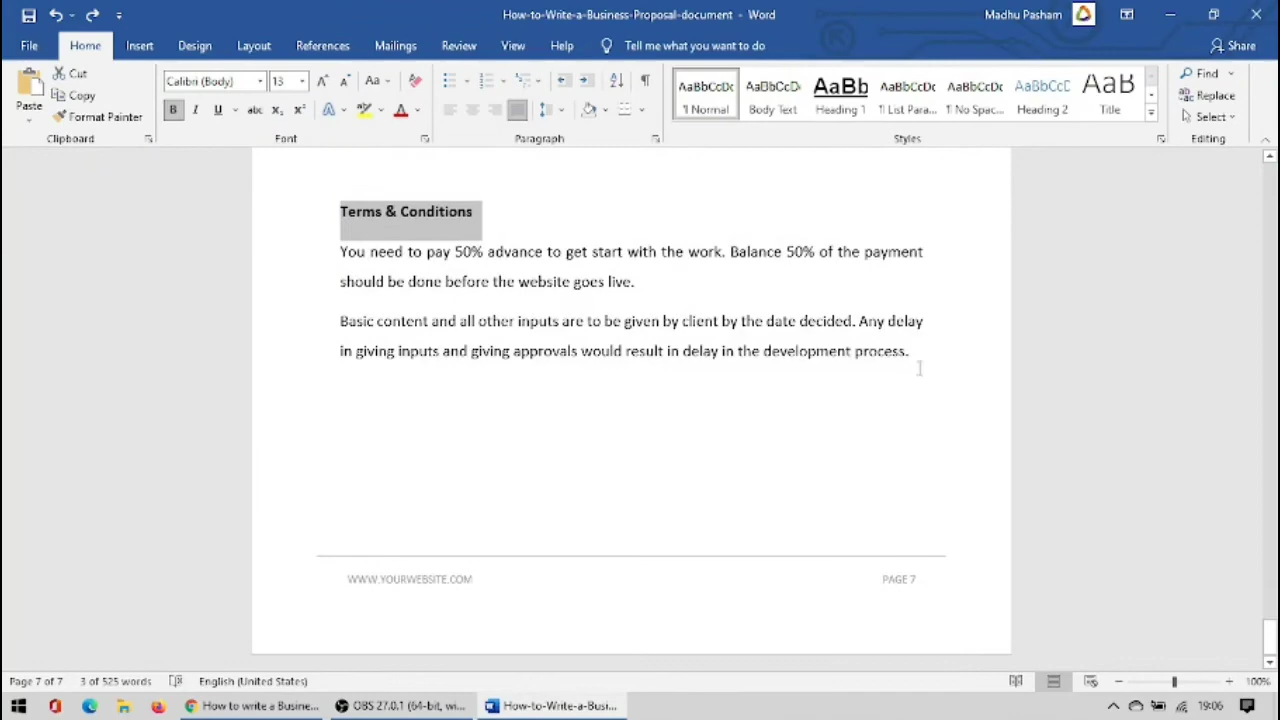 How-to-Write-a-Business-Proposal-document - Word
Madhu Pasham
File Home Insert Design Layout References Mailings Review View Help Tell me what you want to do Share
Paste
Cut
Copy
Format Painter
Clipboard
Calibri (Body) 13
Aa
B I U abc x₂ x² A A
Font
Paragraph
AaBbCcDc AaBbCcDc AaBb AaBbCcDc AaBbCcDc AaBbCcC AaB
¶ Normal Body Text Heading 1 ¶ List Para... ¶ No Spac... Heading 2 Title
Styles
Find
Replace
Select
Editing
Terms & Conditions
You need to pay 50% advance to get start with the work. Balance 50% of the payment
should be done before the website goes live.
Basic content and all other inputs are to be given by client by the date decided. Any delay
in giving inputs and giving approvals would result in delay in the development process.
WWW.YOURWEBSITE.COM PAGE 7
Page 7 of 7 3 of 525 words English (United States) 100%
How to write a Busine... OBS 27.0.1 (64-bit, wi... How-to-Write-a-Busi... 19:06